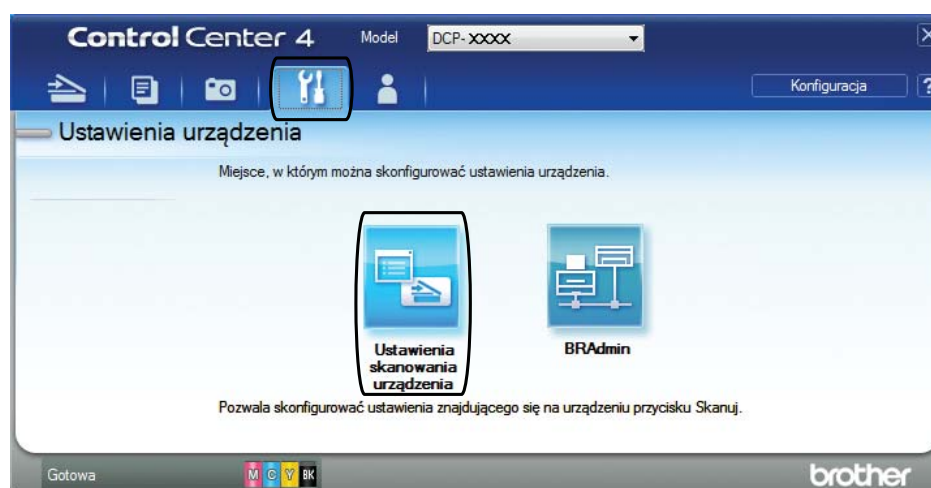 Control Center 4 Model DCP-XXXX
Konfiguracja ?
Ustawienia urządzenia
Miejsce, w którym można skonfigurować ustawienia urządzenia.
Ustawienia
skanowania
urządzenia
BRAdmin
Pozwala skonfigurować ustawienia znajdującego się na urządzeniu przycisku Skanuj.
Gotowa M C Y BK brother